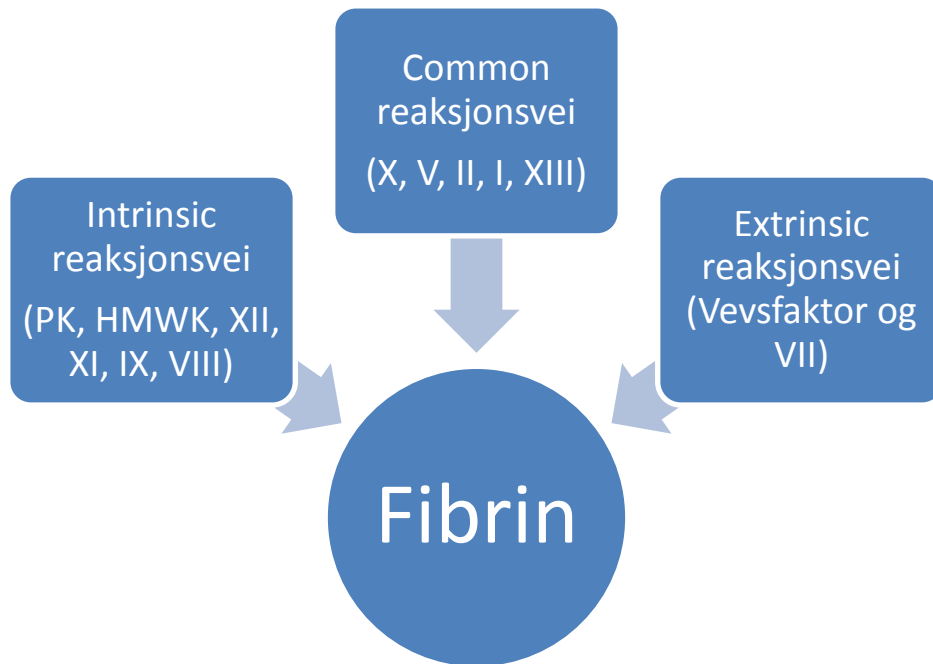 Common
reaksjonsvei
(X, V, II, I, XIII)
Intrinsic
reaksjonsvei
(PK, HMWK, XII,
XI, IX, VIII)
Extrinsic
reaksjonsvei
(Vevsfaktor og
VII)
Fibrin